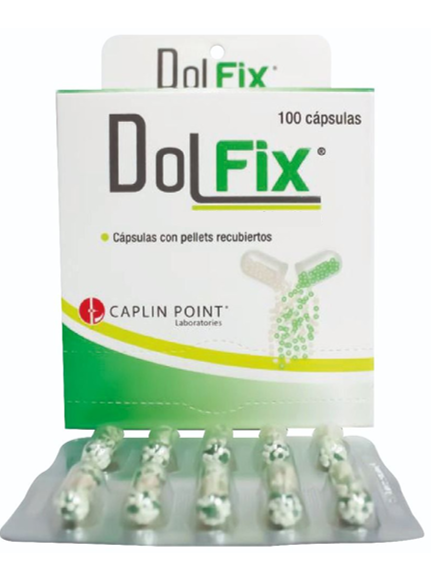 DOLFix®
100 cápsulas
DOLFix®
Cápsulas con pellets recubiertos
CAPLIN POINT®
Laboratories